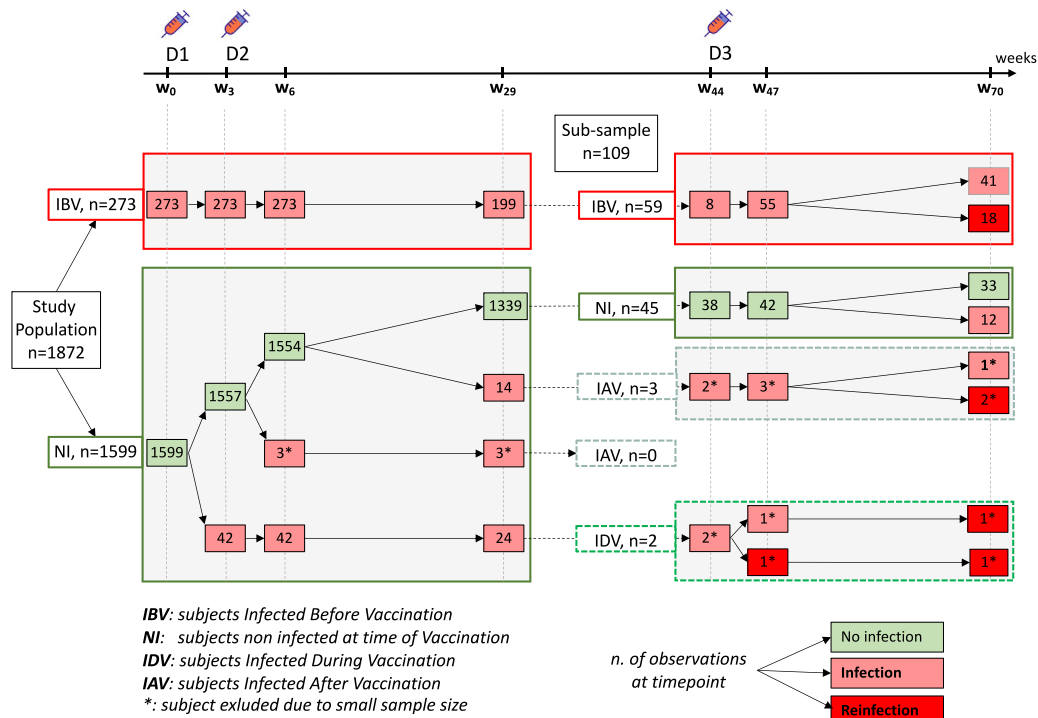 D1
D2
D3
weeks
w0
w3
w6
w29
w44
w47
w70
Sub-sample
n=109
IBV, n=273
273
273
273
199
IBV, n=59
8
55
41
18
Study
Population
n=1872
NI, n=1599
1599
1557
1554
1339
14
3*
3*
42
42
24
NI, n=45
38
42
33
12
IAV, n=3
2*
3*
1*
2*
IAV, n=0
IDV, n=2
2*
1*
1*
1*
1*
IBV: subjects Infected Before Vaccination
NI: subjects non infected at time of Vaccination
IDV: subjects Infected During Vaccination
IAV: subjects Infected After Vaccination
*: subject exluded due to small sample size
n. of observations
at timepoint
No infection
Infection
Reinfection